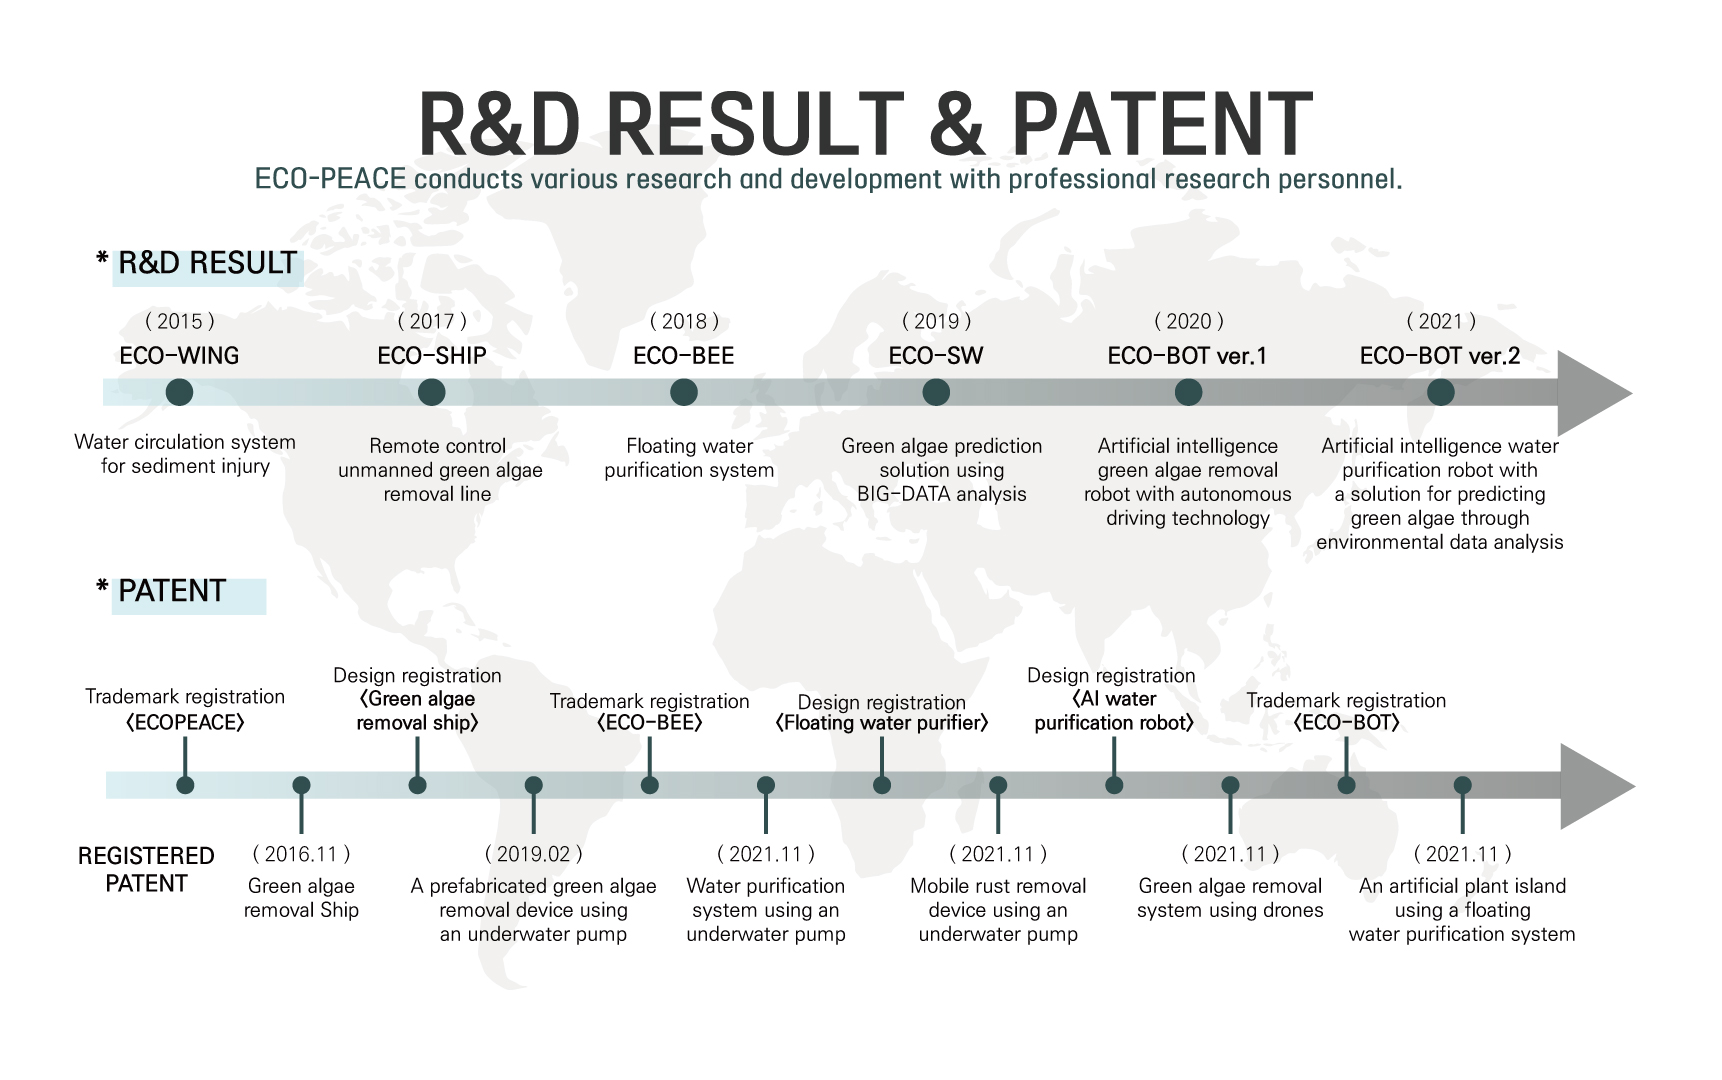 R&D RESULT & PATENT
ECO-PEACE conducts various research and development with professional research personnel.
* R&D RESULT
( 2015 )
ECO-WING
Water circulation system
for sediment injury
( 2017 )
ECO-SHIP
Remote control
unmanned green algae
removal line
( 2018 )
ECO-BEE
Floating water
purification system
( 2019 )
ECO-SW
Green algae prediction
solution using
BIG-DATA analysis
( 2020 )
ECO-BOT ver.1
Artificial intelligence
green algae removal
robot with autonomous
driving technology
( 2021 )
ECO-BOT ver.2
Artificial intelligence water
purification robot with
a solution for predicting
green algae through
environmental data analysis
* PATENT
Trademark registration
〈ECOPEACE〉
Design registration
〈Green algae
removal ship〉
Trademark registration
〈ECO-BEE〉
Design registration
〈Floating water purifier〉
Design registration
〈AI water
purification robot〉
Trademark registration
〈ECO-BOT〉
REGISTERED
PATENT
( 2016.11 )
Green algae
removal Ship
( 2019.02 )
A prefabricated green algae
removal device using
an underwater pump
( 2021.11 )
Water purification
system using an
underwater pump
( 2021.11 )
Mobile rust removal
device using an
underwater pump
( 2021.11 )
Green algae removal
system using drones
( 2021.11 )
An artificial plant island
using a floating
water purification system